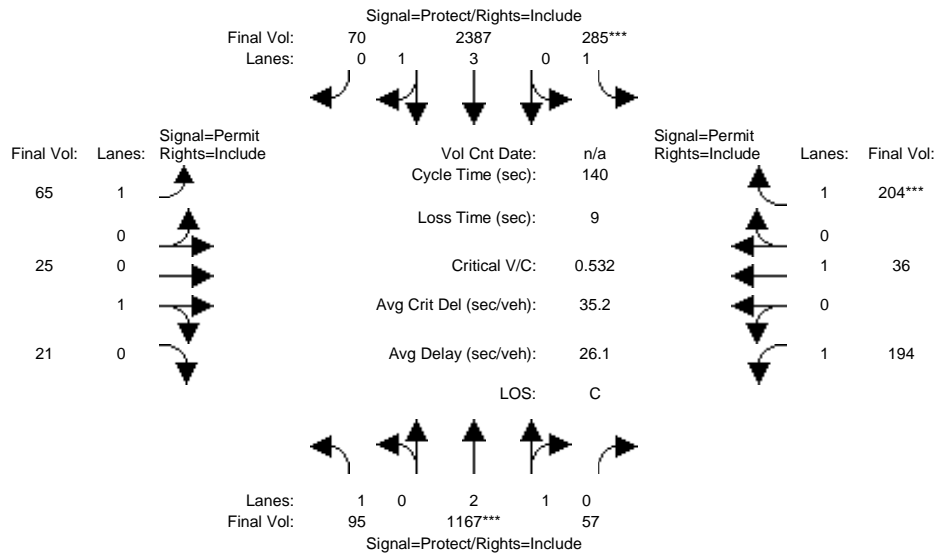 Signal=Protect/Rights=Include
Final Vol: 70 2387 285***
Lanes: 0 1 3 0 1
Signal=Permit Signal=Permit
Final Vol: Lanes: Rights=Include Vol Cnt Date: n/a Rights=Include Lanes: Final Vol:
Cycle Time (sec): 140
65 1 1 204***
Loss Time (sec): 9
0 0
25 0 Critical V/C: 0.532 1 36
1 Avg Crit Del (sec/veh): 35.2 0
21 0 Avg Delay (sec/veh): 26.1 1 194
LOS: C
Lanes: 1 0 2 1 0
Final Vol: 95 1167*** 57
Signal=Protect/Rights=Include